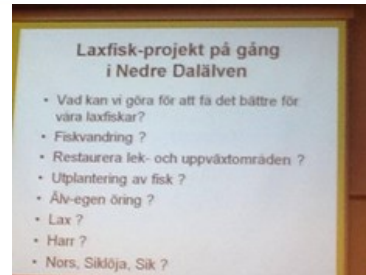 Laxfisk-projekt på gång
i Nedre Dalälven
• Vad kan vi göra för att få det bättre för
våra laxfiskar?
• Fiskvandring ?
• Restaurera lek- och uppväxtområden ?
• Utplantering av fisk ?
• Älv-egen öring ?
• Lax ?
• Harr ?
• Nors, Siklöja, Sik ?